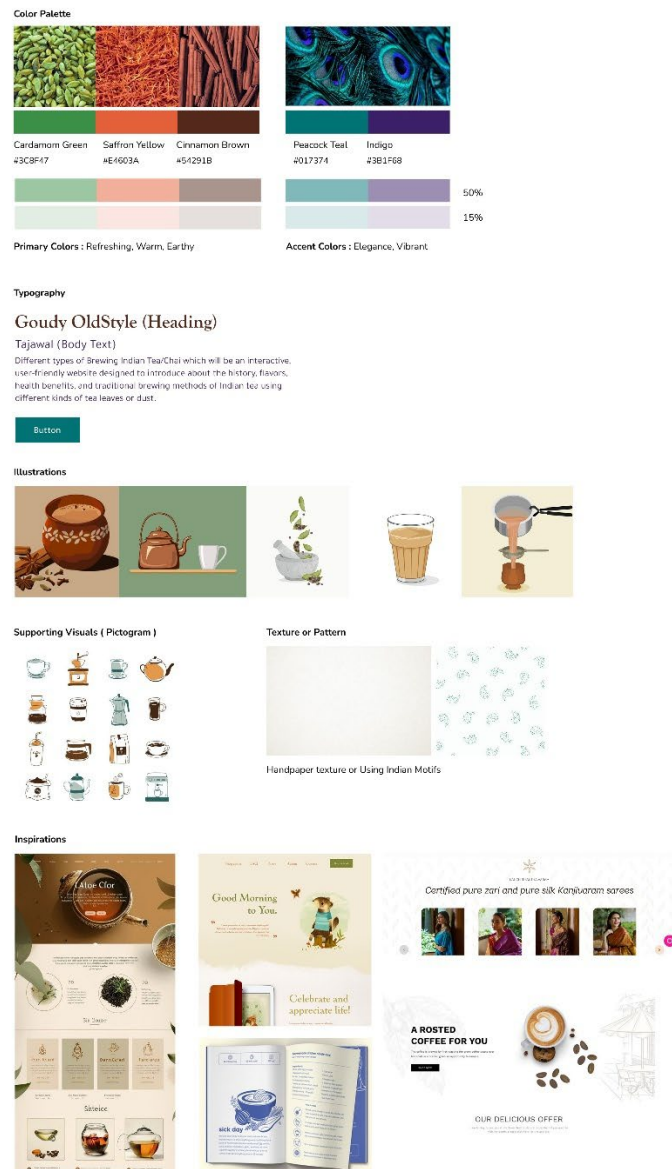 Color Palette
Cardamom Green
Saffron Yellow
Cinnamon Brown
Peacock Teal
Indigo
#3C8F47
#E4603A
#54291B
#017374
#3B1F68
50%
15%
Primary Colors : Refreshing, Warm, Earthy
Accent Colors : Elegance, Vibrant
Typography
Goudy OldStyle (Heading)
Tajawal (Body Text)
Different types of Brewing Indian Tea/Chai which will be an interactive,
user-friendly website designed to introduce about the history, flavors,
health benefits, and traditional brewing methods of Indian tea using
different kinds of tea leaves or dust.
Button
Illustrations
Supporting Visuals ( Pictogram )
Texture or Pattern
Handpaper texture or Using Indian Motifs
Inspirations
Good Morning
to You.
Celebrate and
appreciate life!
sick day
Certified pure zari and pure silk Kanjivaram sarees
A ROSTED
COFFEE FOR YOU
OUR DELICIOUS OFFER